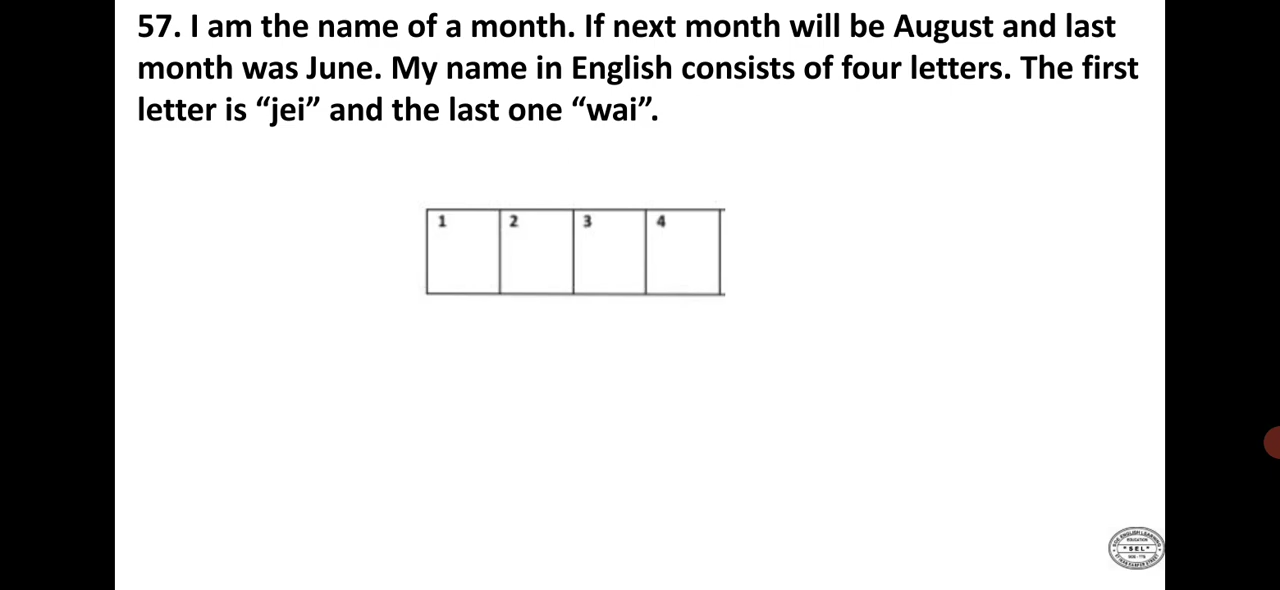 57. I am the name of a month. If next month will be August and last
month was June. My name in English consists of four letters. The first
letter is “jei” and the last one “wai”.
1 2 3 4
"SEL"